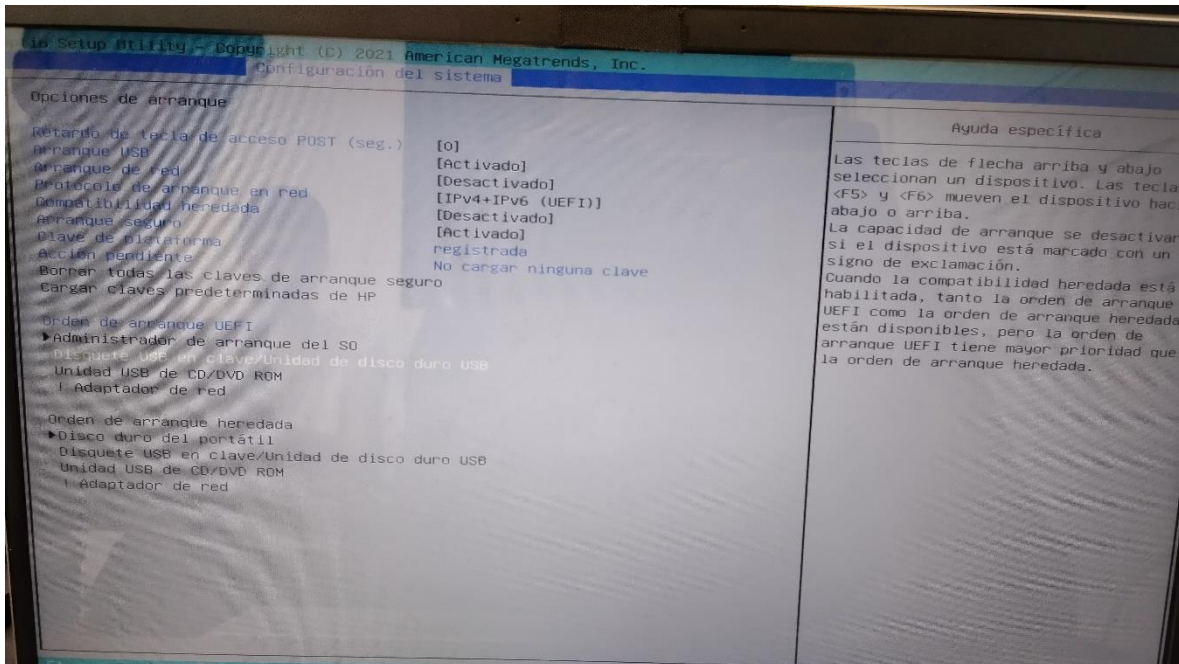 Setup Utility - Copyright (C) 2021 American Megatrends, Inc.
Configuración del sistema
Opciones de arranque
Retardo de tecla de acceso POST (seg.) [0]
Arranque USB [Activado]
Arranque de red [Desactivado]
Protocolo de arranque en red [IPv4+IPv6 (UEFI)]
Compatibilidad heredada [Desactivado]
Arranque seguro [Activado]
Clave de plataforma registrada
Acción pendiente No cargar ninguna clave
Borrar todas las claves de arranque seguro
Cargar claves predeterminadas de HP
Orden de arranque UEFI
▶Administrador de arranque del SO
Disquete USB en clave/Unidad de disco duro USB
Unidad USB de CD/DVD ROM
! Adaptador de red
Orden de arranque heredada
▶Disco duro del portátil
Disquete USB en clave/Unidad de disco duro USB
Unidad USB de CD/DVD ROM
! Adaptador de red
Ayuda específica
Las teclas de flecha arriba y abajo
seleccionan un dispositivo. Las tecla
<F5> y <F6> mueven el dispositivo hac
abajo o arriba.
La capacidad de arranque se desactivar
si el dispositivo está marcado con un
signo de exclamación.
Cuando la compatibilidad heredada está
habilitada, tanto la orden de arranque
UEFI como la orden de arranque heredada
están disponibles, pero la orden de
arranque UEFI tiene mayor prioridad que
la orden de arranque heredada.